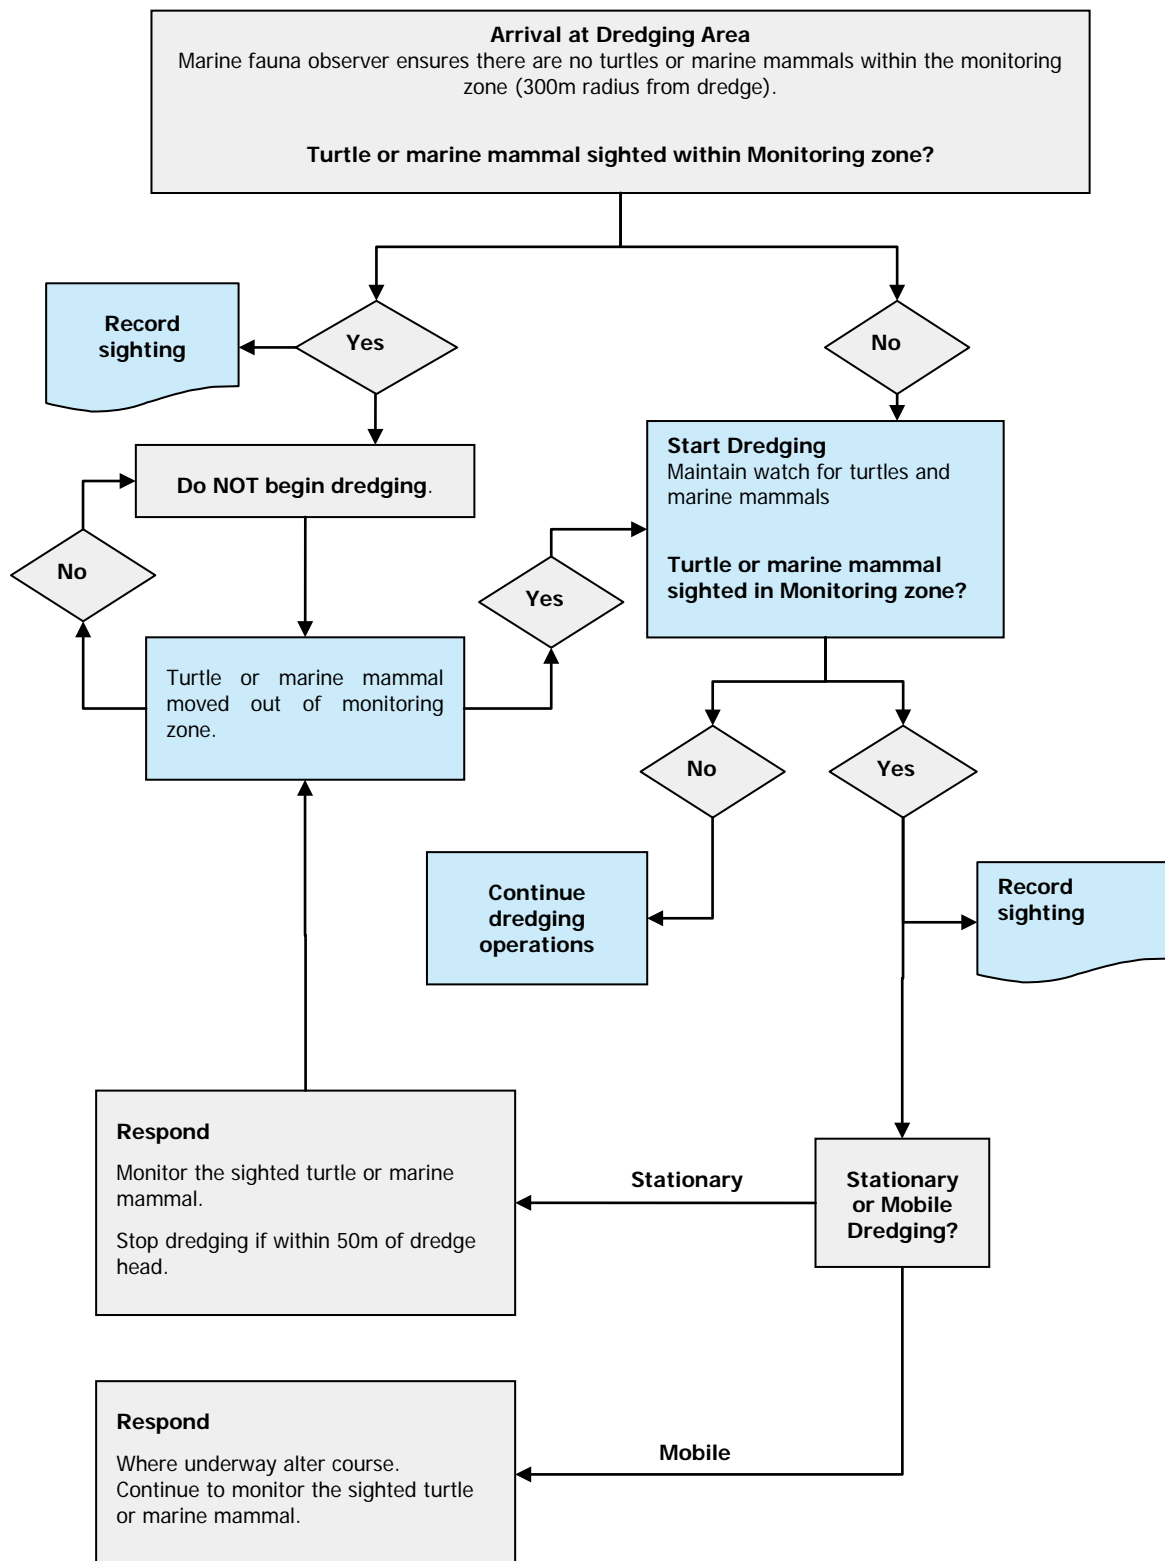 Arrival at Dredging Area
Marine fauna observer ensures there are no turtles or marine mammals within the monitoring
zone (300m radius from dredge).
Turtle or marine mammal sighted within Monitoring zone?
Record
sighting
Yes
No
Do NOT begin dredging.
Start Dredging
Maintain watch for turtles and
marine mammals
Turtle or marine mammal
sighted in Monitoring zone?
No
Yes
Turtle or marine mammal
moved out of monitoring
zone.
No
Yes
Continue
dredging
operations
Record
sighting
Respond
Monitor the sighted turtle or marine
mammal.
Stop dredging if within 50m of dredge
head.
Stationary
Stationary
or Mobile
Dredging?
Respond
Where underway alter course.
Continue to monitor the sighted turtle
or marine mammal.
Mobile